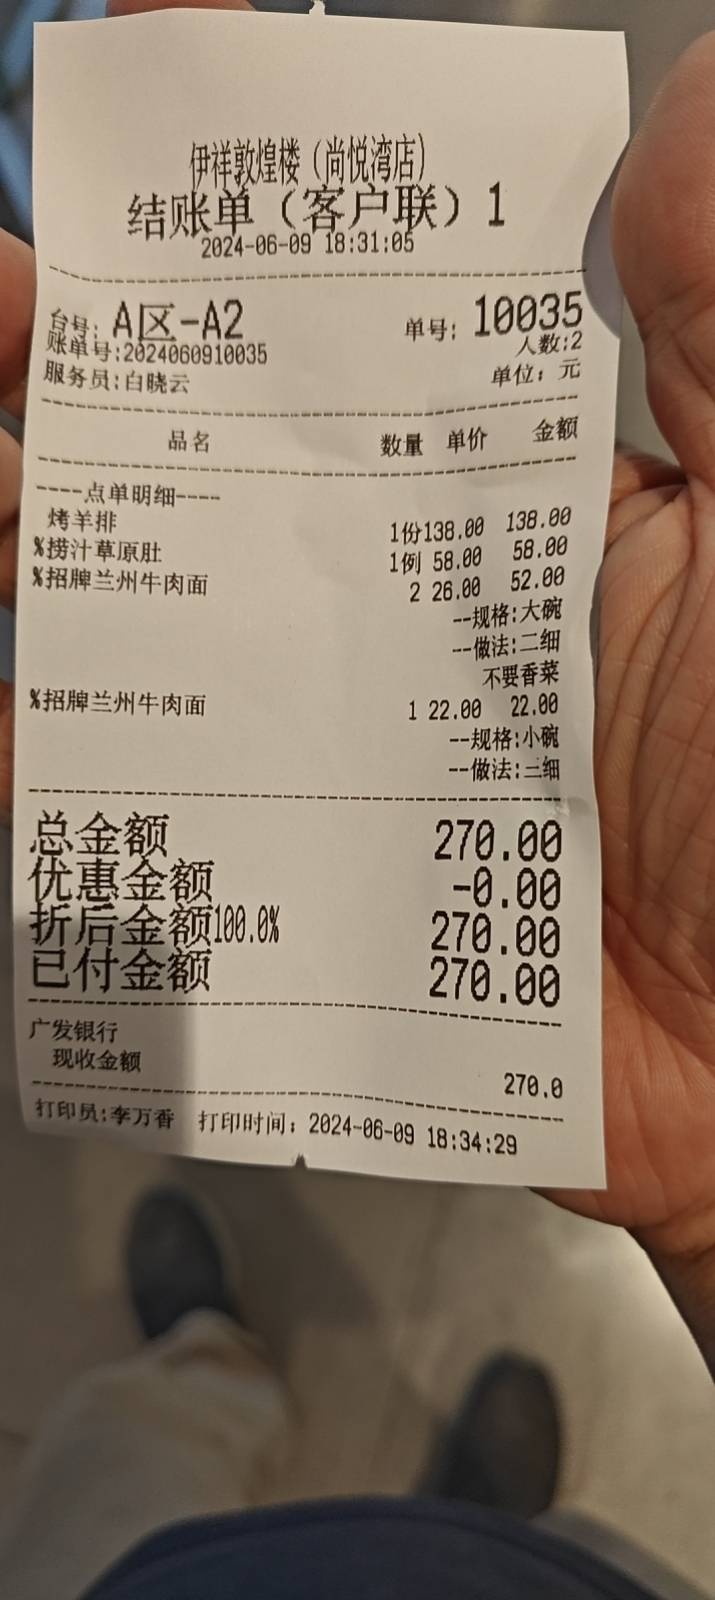 伊祥敦煌楼（尚悦湾店）
结账单（客户联）1
2024-06-09 18:31:05
台号: A区-A2 单号: 10035
账单号:2024060910035 人数:2
服务员:白晓云 单位: 元
品名 数量 单价 金额
----点单明细----
烤羊排 1份138.00 138.00
%捞汁草原肚 1例 58.00 58.00
%招牌兰州牛肉面 2 26.00 52.00
--规格:大碗
--做法:二细
不要香菜
%招牌兰州牛肉面 1 22.00 22.00
--规格:小碗
--做法:三细
总金额 270.00
优惠金额 -0.00
折后金额100.0% 270.00
已付金额 270.00
广发银行
现收金额 270.0
打印员:李万香 打印时间: 2024-06-09 18:34:29